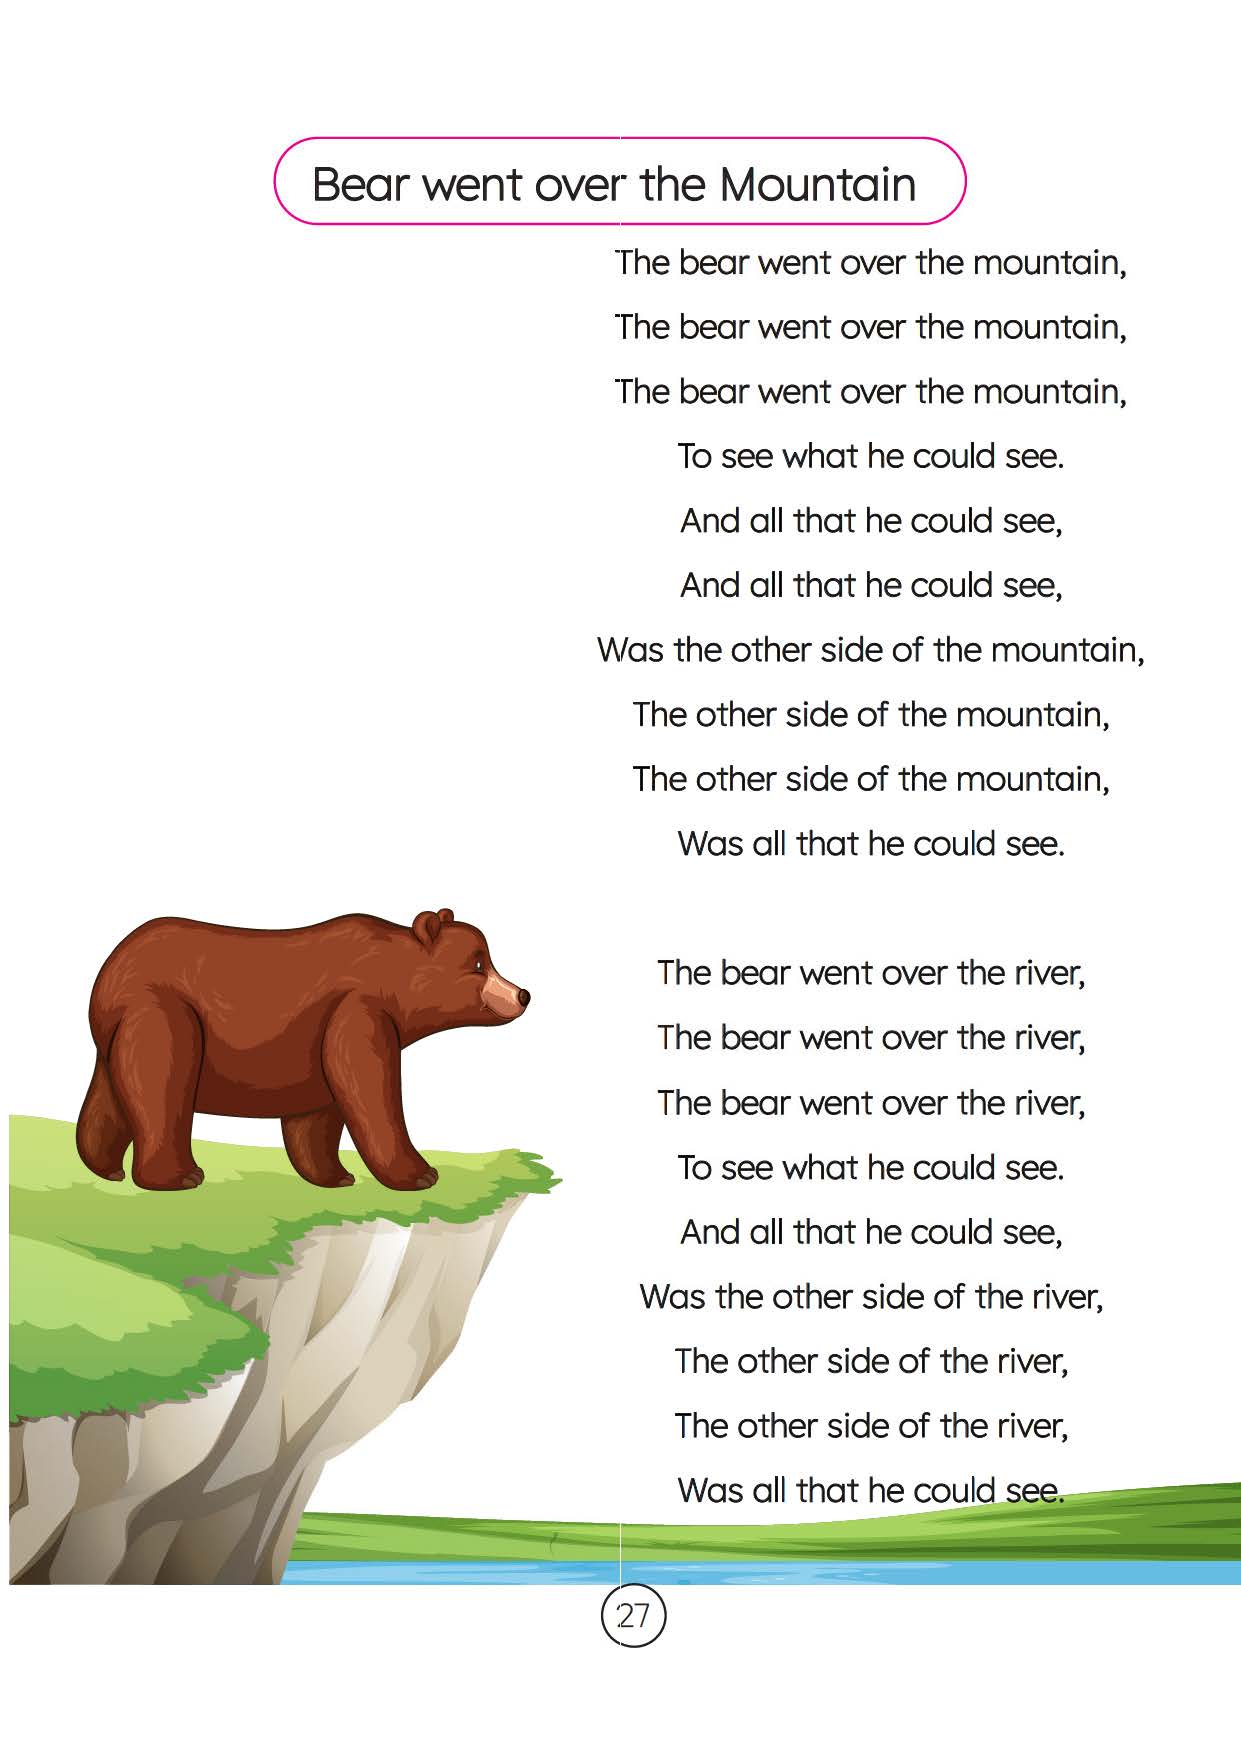 Bear went over the Mountain
The bear went over the mountain,
The bear went over the mountain,
The bear went over the mountain,
To see what he could see.
And all that he could see,
And all that he could see,
Was the other side of the mountain,
The other side of the mountain,
The other side of the mountain,
Was all that he could see.
The bear went over the river,
The bear went over the river,
The bear went over the river,
To see what he could see.
And all that he could see,
Was the other side of the river,
The other side of the river,
The other side of the river,
Was all that he could see.
27